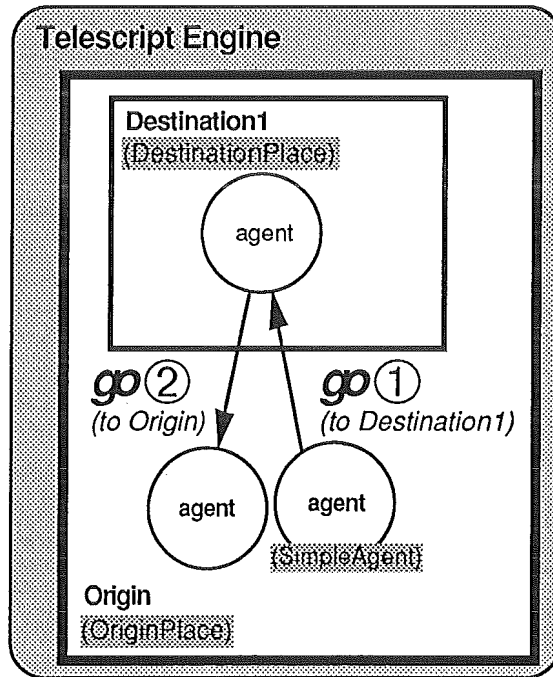 Telescript Engine
Destination1
(DestinationPlace)
agent
go ② go ①
(to Origin) (to Destination1)
agent agent
(SimpleAgent)
Origin
(OriginPlace)